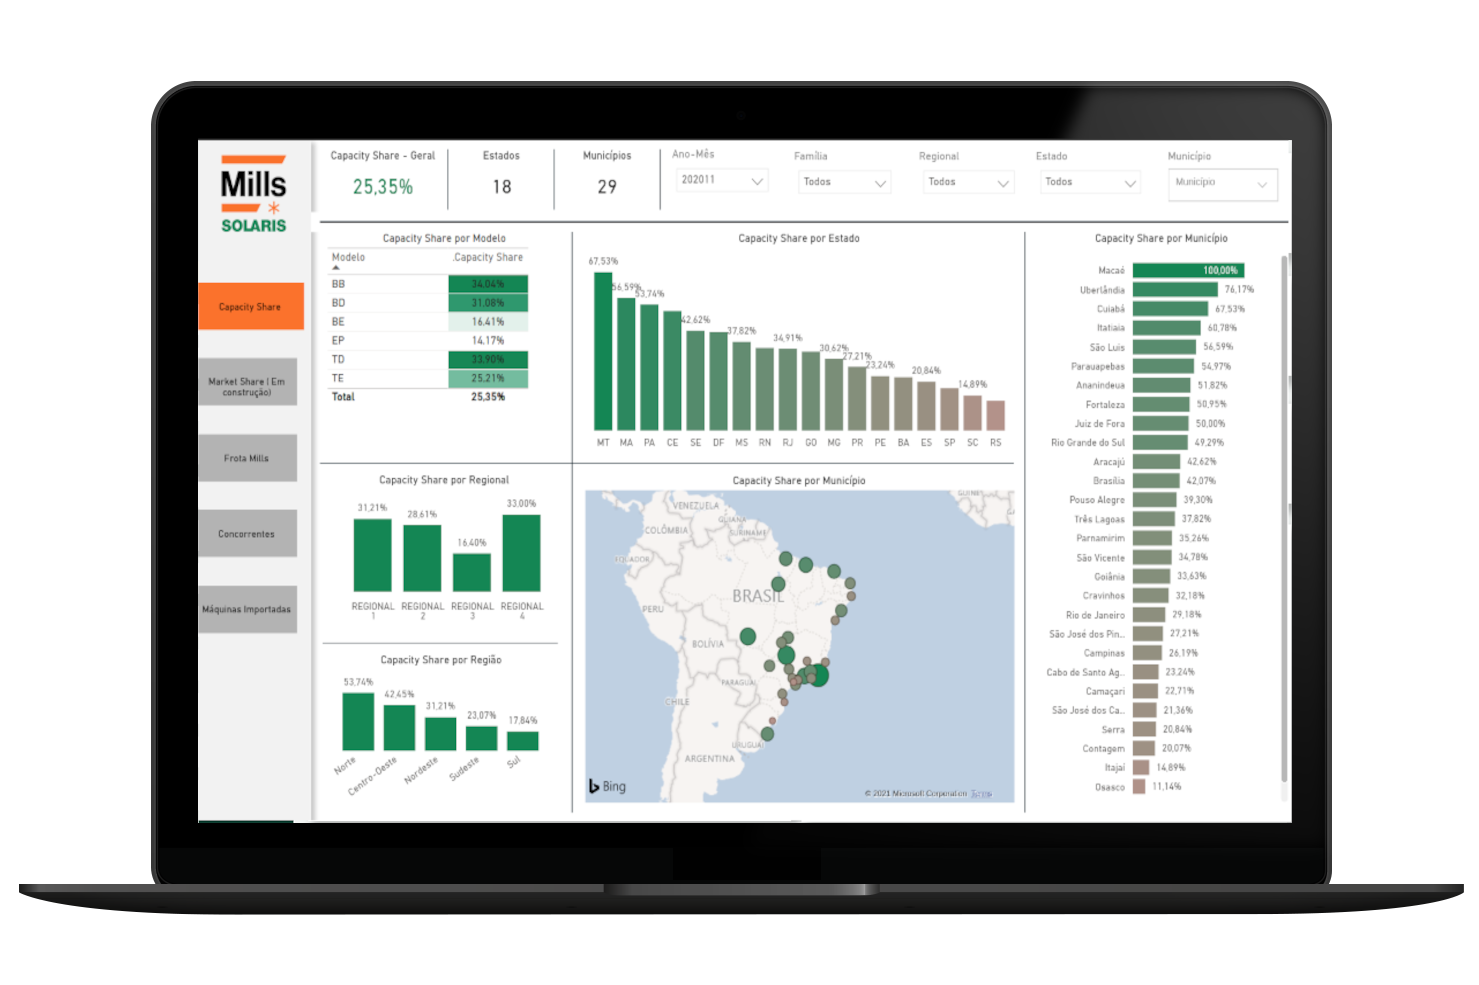 Mills
SOLARIS
Capacity Share
Market Share | Em
construção)
Frota Mills
Concorrentes
Máquinas Importadas
Capacity Share - Geral
25,35%
Estados
18
Municípios
29
Ano-Mês
202011
Família
Todos
Regional
Todos
Estado
Todos
Município
Município
Capacity Share por Modelo
Modelo .Capacity Share
BB 34,04%
BD 31,08%
BE 16,41%
EP 14,17%
TD 33,90%
TE 25,21%
Total 25,35%
Capacity Share por Regional
31,21%
28,61%
16,40%
33,00%
REGIONAL 1
REGIONAL 2
REGIONAL 3
REGIONAL 4
Capacity Share por Região
53,74%
42,45%
31,21%
23,07%
17,84%
Norte
Centro-Oeste
Nordeste
Sudeste
Sul
Capacity Share por Estado
67,53%
56,59%
53,74%
42,62%
37,82%
34,91%
30,62%
27,21%
23,24%
20,84%
14,89%
MT MA PA CE SE DF MS RN RJ GO MG PR PE BA ES SP SC RS
Capacity Share por Município
VENEZUELA
GUIANA
COLÔMBIA
SURINAME
EQUADOR
BRASIL
PERU
BOLÍVIA
PARAGUAI
CHILE
URUGUAI
ARGENTINA
Bing
© 2021 Microsoft Corporation Terms
Capacity Share por Município
Macaé 100,00%
Uberlândia 76,17%
Cuiabá 67,53%
Itatiaia 60,78%
São Luis 56,59%
Parauapebas 54,97%
Ananindeua 51,82%
Fortaleza 50,95%
Juiz de Fora 50,00%
Rio Grande do Sul 49,29%
Aracajú 42,62%
Brasília 42,07%
Pouso Alegre 39,30%
Três Lagoas 37,82%
Parnamirim 35,26%
São Vicente 34,78%
Goiânia 33,63%
Cravinhos 32,18%
Rio de Janeiro 29,18%
São José dos Pin... 27,21%
Campinas 26,19%
Cabo de Santo Ag... 23,24%
Camaçari 22,71%
São José dos Ca... 21,36%
Serra 20,84%
Contagem 20,07%
Itajaí 14,89%
Osasco 11,14%